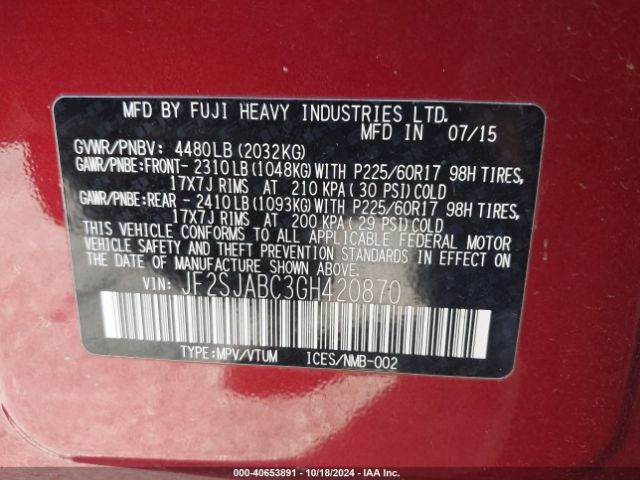 MFD BY FUJI HEAVY INDUSTRIES LTD.
MFD IN 07/15
GVWR/PNBV: 4480LB (2032KG)
GAWR/PNBE:FRONT- 2310LB (1048KG) WITH P225/60R17 98H TIRES,
17X7J RIMS AT 210 KPA (30 PSI) COLD
GAWR/PNBE:REAR - 2410LB (1093KG) WITH P225/60R17 98H TIRES,
17X7J RIMS AT 200 KPA (29 PSI) COLD
THIS VEHICLE CONFORMS TO ALL APPLICABLE FEDERAL MOTOR
VEHICLE SAFETY AND THEFT PREVENTION STANDARDS IN EFFECT
ON THE DATE OF MANUFACTURE SHOWN ABOVE.
VIN: JF2SJABC3GH420870
TYPE:MPV/VTUM ICES/NMB-002
000-40653891 - 10/18/2024 - IAAI.com